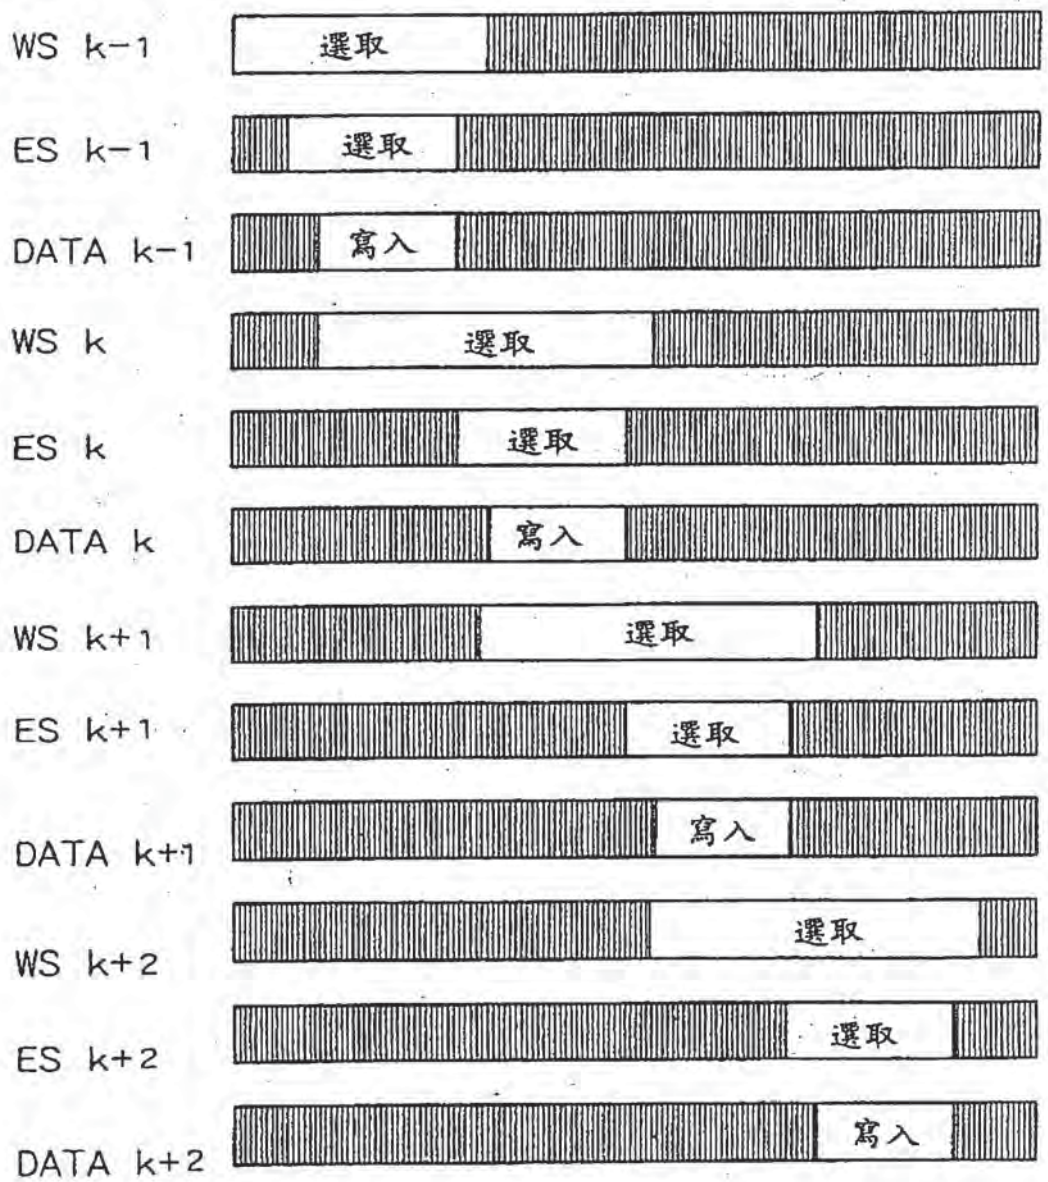 WS k-1 選取
ES k-1 選取
DATA k-1 寫入
WS k 選取
ES k 選取
DATA k 寫入
WS k+1 選取
ES k+1 選取
DATA k+1 寫入
WS k+2 選取
ES k+2 選取
DATA k+2 寫入